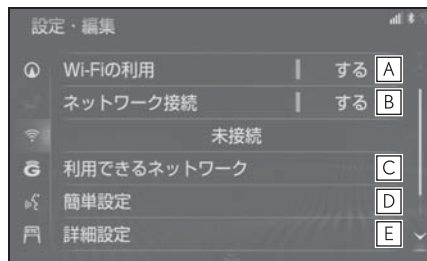 設定・編集
Wi-Fiの利用 する A
ネットワーク接続 する B
未接続
利用できるネットワーク C
簡単設定 D
詳細設定 E